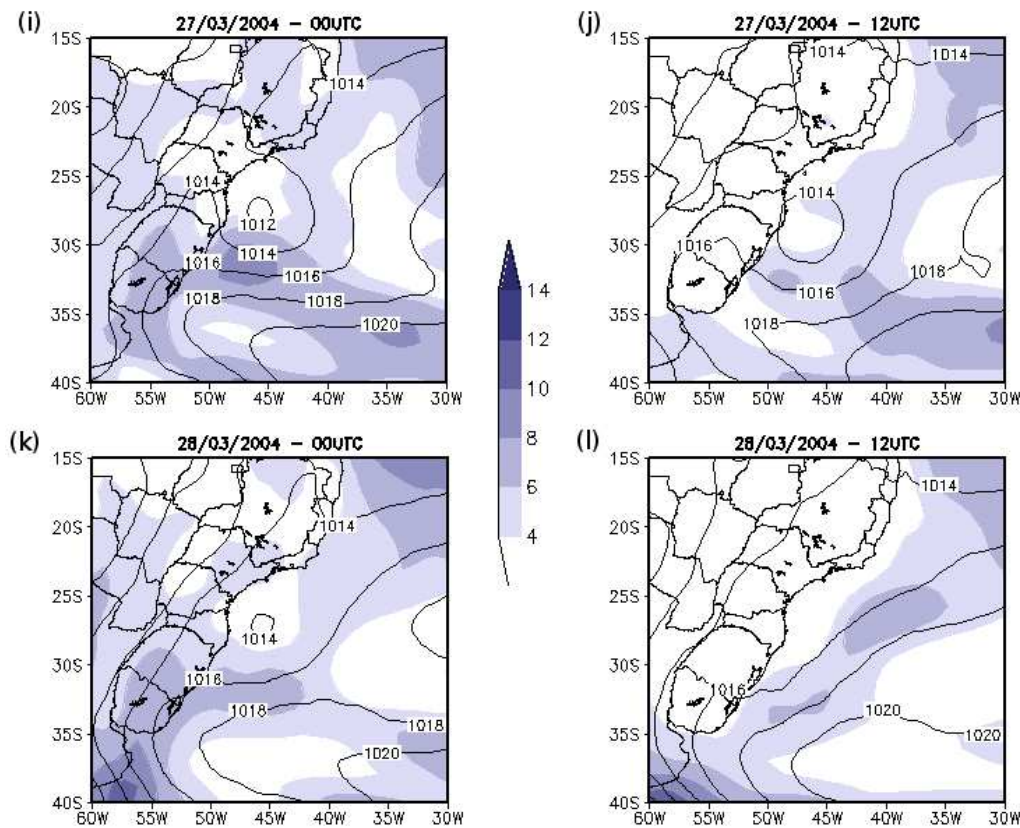 (i)
27/03/2004 – 00UTC
15S
20S
25S
30S
35S
40S
60W 55W 50W 45W 40W 35W 30W
1014
1014
1012
1014
1016
1016
1018
1018
1020
(j)
27/03/2004 – 12UTC
15S
20S
25S
30S
35S
40S
60W 55W 50W 45W 40W 35W 30W
1014
1014
1014
1016
1018
1016
1018
14
12
10
8
6
4
(k)
28/03/2004 – 00UTC
15S
20S
25S
30S
35S
40S
60W 55W 50W 45W 40W 35W 30W
1014
1014
1016
1018
1018
1020
(l)
28/03/2004 – 12UTC
15S
20S
25S
30S
35S
40S
60W 55W 50W 45W 40W 35W 30W
1014
1016
1020
1020